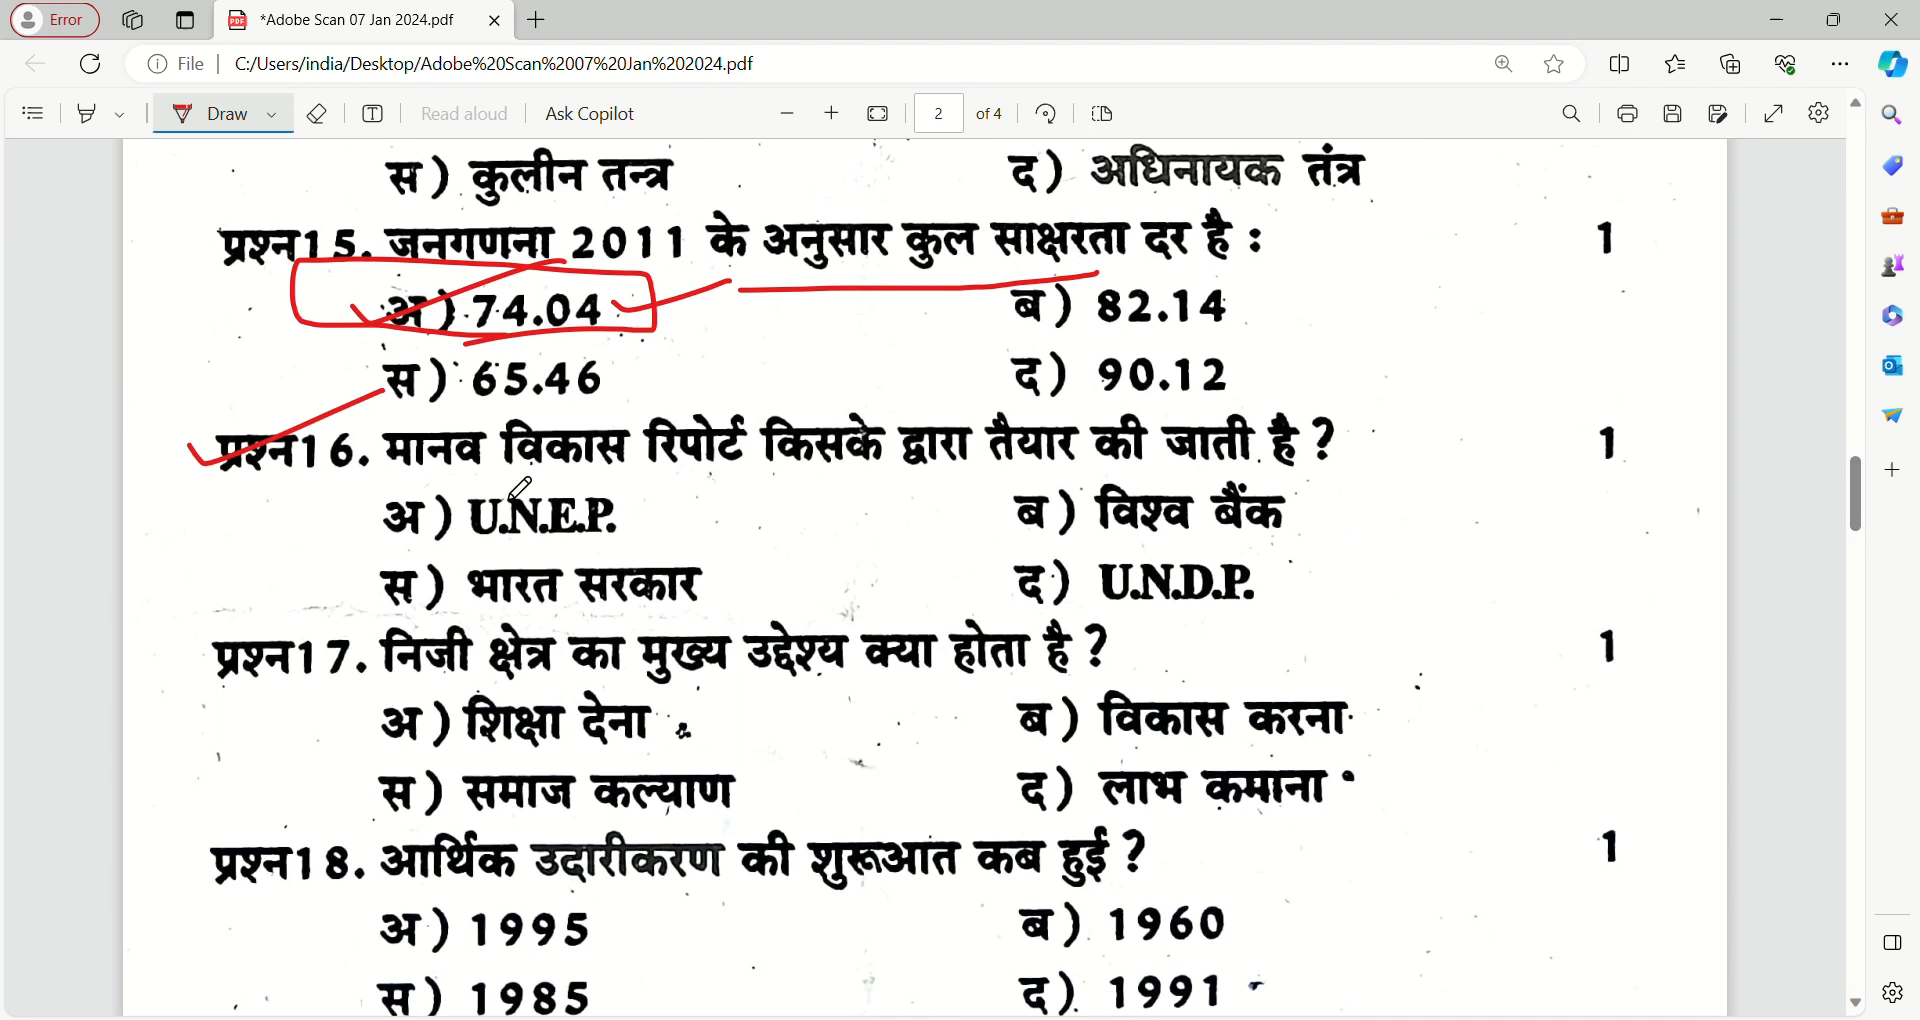 Error
*Adobe Scan 07 Jan 2024.pdf
File
C:/Users/india/Desktop/Adobe%20Scan%2007%20Jan%202024.pdf
Draw
Read aloud
Ask Copilot
2 of 4
स) कुलीन तन्त्र द) अधिनायक तंत्र
प्रश्न15. जनगणना 2011 के अनुसार कुल साक्षरता दर है : 1
अ) 74.04 ब) 82.14
स) 65.46 द) 90.12
प्रश्न16. मानव विकास रिपोर्ट किसके द्वारा तैयार की जाती है ? 1
अ) U.N.E.P. ब) विश्व बैंक
स) भारत सरकार द) U.N.D.P.
प्रश्न17. निजी क्षेत्र का मुख्य उद्देश्य क्या होता है ? 1
अ) शिक्षा देना ब) विकास करना
स) समाज कल्याण द) लाभ कमाना
प्रश्न18. आर्थिक उदारीकरण की शुरूआत कब हुई ? 1
अ) 1995 ब) 1960
स) 1985 द) 1991